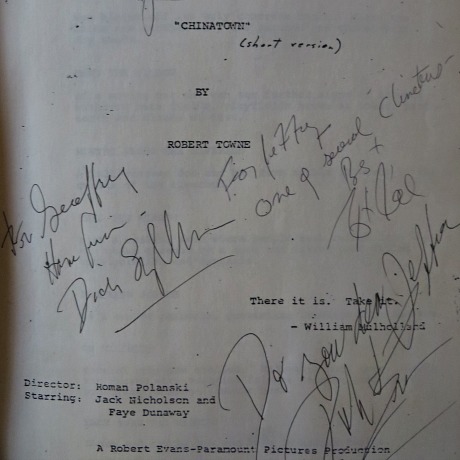 "CHINATOWN"
(short version)
BY
ROBERT TOWNE
For Jeffrey
One of several
For Geoffrey
Have fun
Dick
There it is. Take it.
- William Mulholland
Director: Roman Polanski
Starring: Jack Nicholson and
Faye Dunaway
A Robert Evans-Paramount Pictures Production